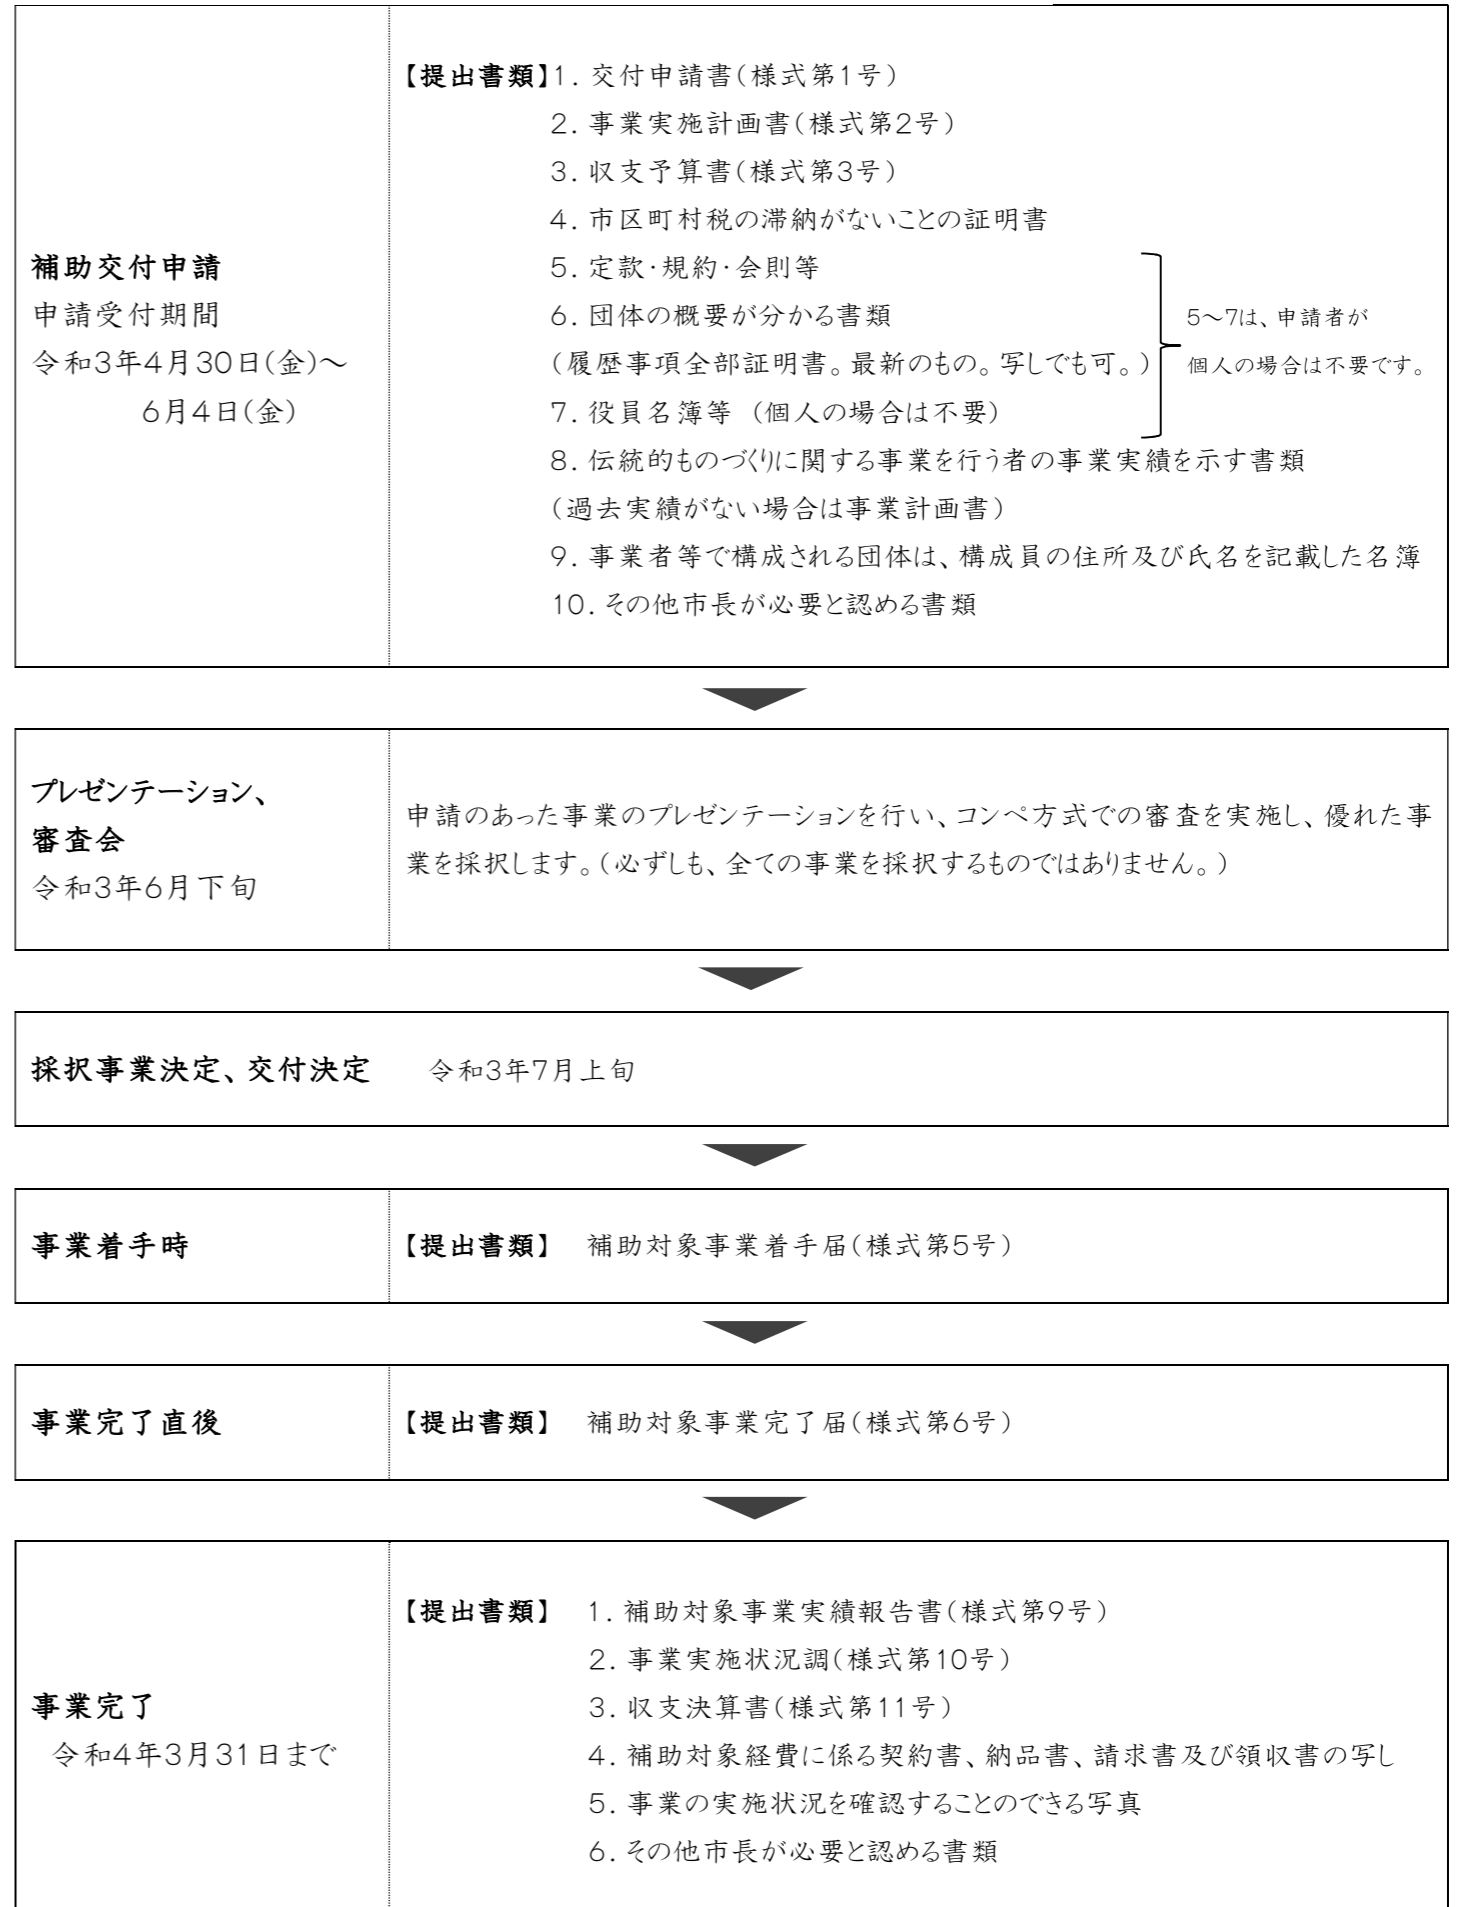 補助交付申請
申請受付期間
令和3年4月30日(金)～
6月4日(金)
【提出書類】1. 交付申請書(様式第1号)
2. 事業実施計画書(様式第2号)
3. 収支予算書(様式第3号)
4. 市区町村税の滞納がないことの証明書
5. 定款・規約・会則等
6. 団体の概要が分かる書類
(履歴事項全部証明書。最新のもの。写しでも可。)
7. 役員名簿等 (個人の場合は不要)
5～7は、申請者が
個人の場合は不要です。
8. 伝統的ものづくりに関する事業を行う者の事業実績を示す書類
(過去実績がない場合は事業計画書)
9. 事業者等で構成される団体は、構成員の住所及び氏名を記載した名簿
10. その他市長が必要と認める書類
プレゼンテーション、
審査会
令和3年6月下旬
申請のあった事業のプレゼンテーションを行い、コンペ方式での審査を実施し、優れた事
業を採択します。(必ずしも、全ての事業を採択するものではありません。)
採択事業決定、交付決定 令和3年7月上旬
事業着手時
【提出書類】 補助対象事業着手届(様式第5号)
事業完了直後
【提出書類】 補助対象事業完了届(様式第6号)
事業完了
令和4年3月31日まで
【提出書類】 1. 補助対象事業実績報告書(様式第9号)
2. 事業実施状況調(様式第10号)
3. 収支決算書(様式第11号)
4. 補助対象経費に係る契約書、納品書、請求書及び領収書の写し
5. 事業の実施状況を確認することのできる写真
6. その他市長が必要と認める書類